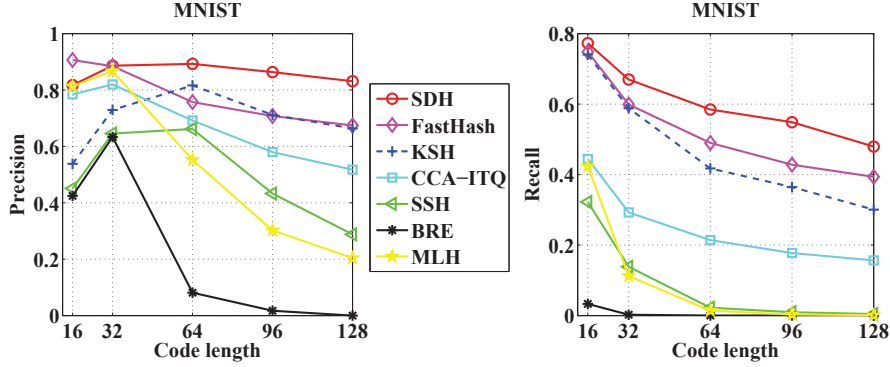 MNIST
1
0.8
0.6
0.4
0.2
0
Precision
16 32 64 96 128
Code length
SDH
FastHash
KSH
CCA−ITQ
SSH
BRE
MLH
MNIST
0.8
0.6
0.4
0.2
0
Recall
16 32 64 96 128
Code length